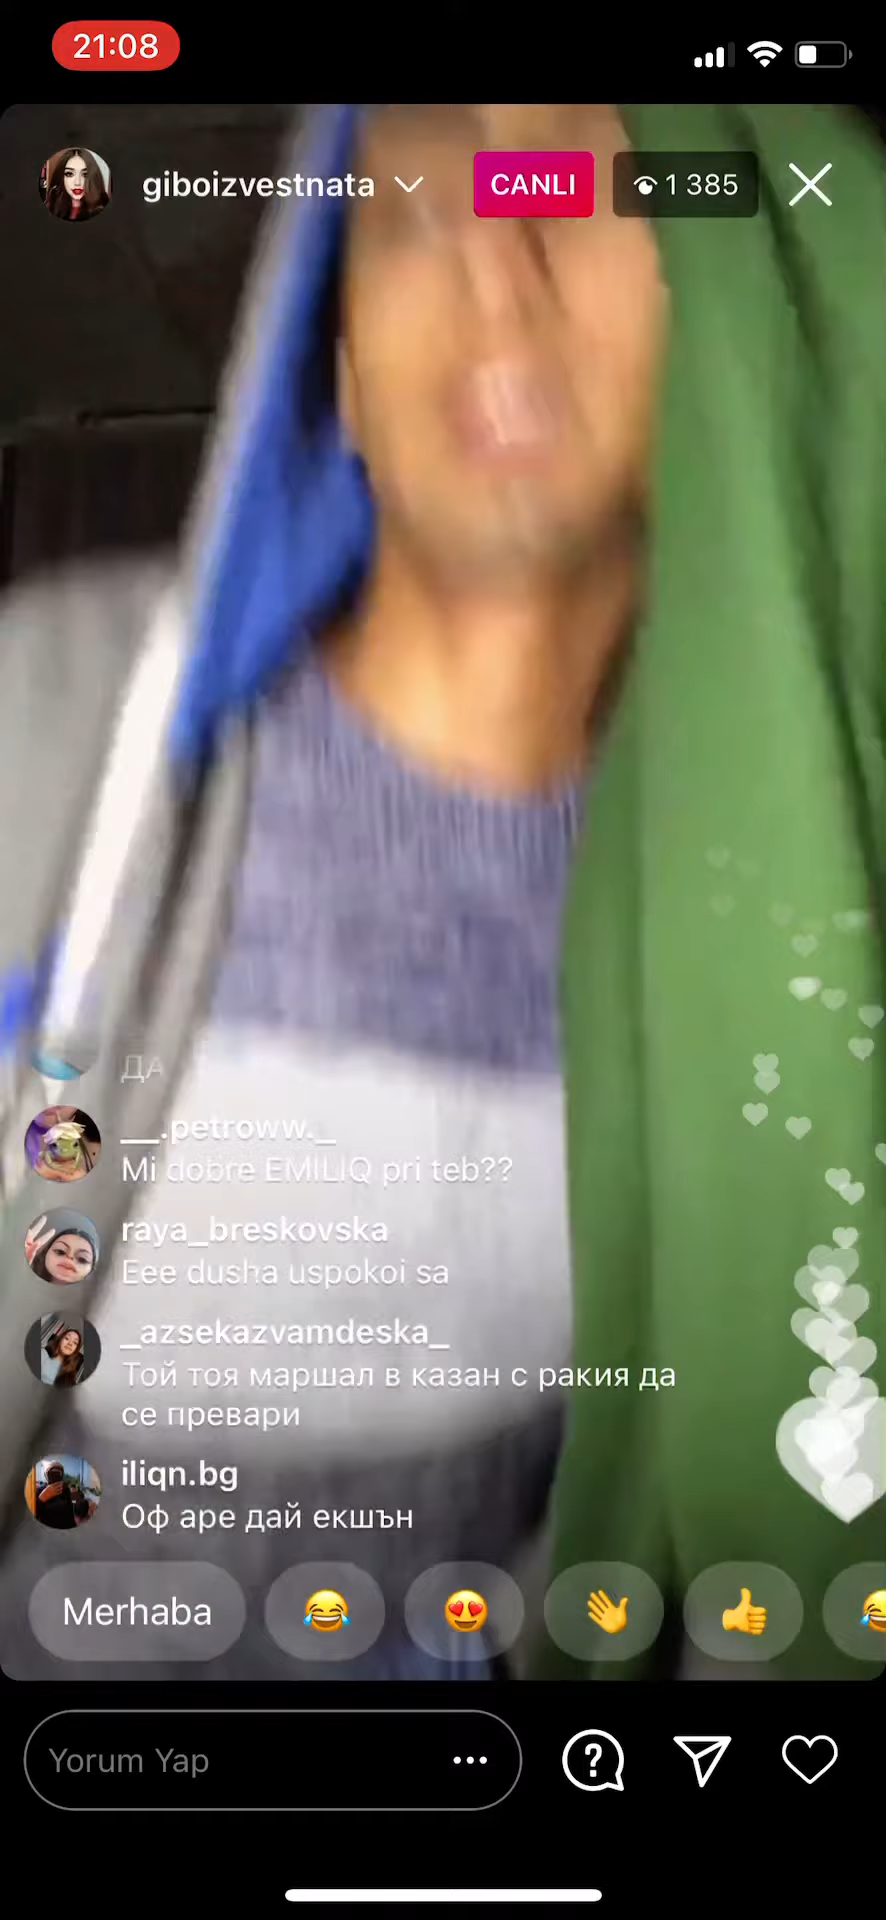 21:08
giboizvestnata
CANLI
1 385
ДА
__.petroww._
Mi dobre EMILIQ pri teb??
raya_breskovska
Eee dusha uspokoi sa
_azsekazvamdeska_
Той тоя маршал в казан с ракия да
се превари
iliqn.bg
Оф аре дай екшън
Merhaba
Yorum Yap